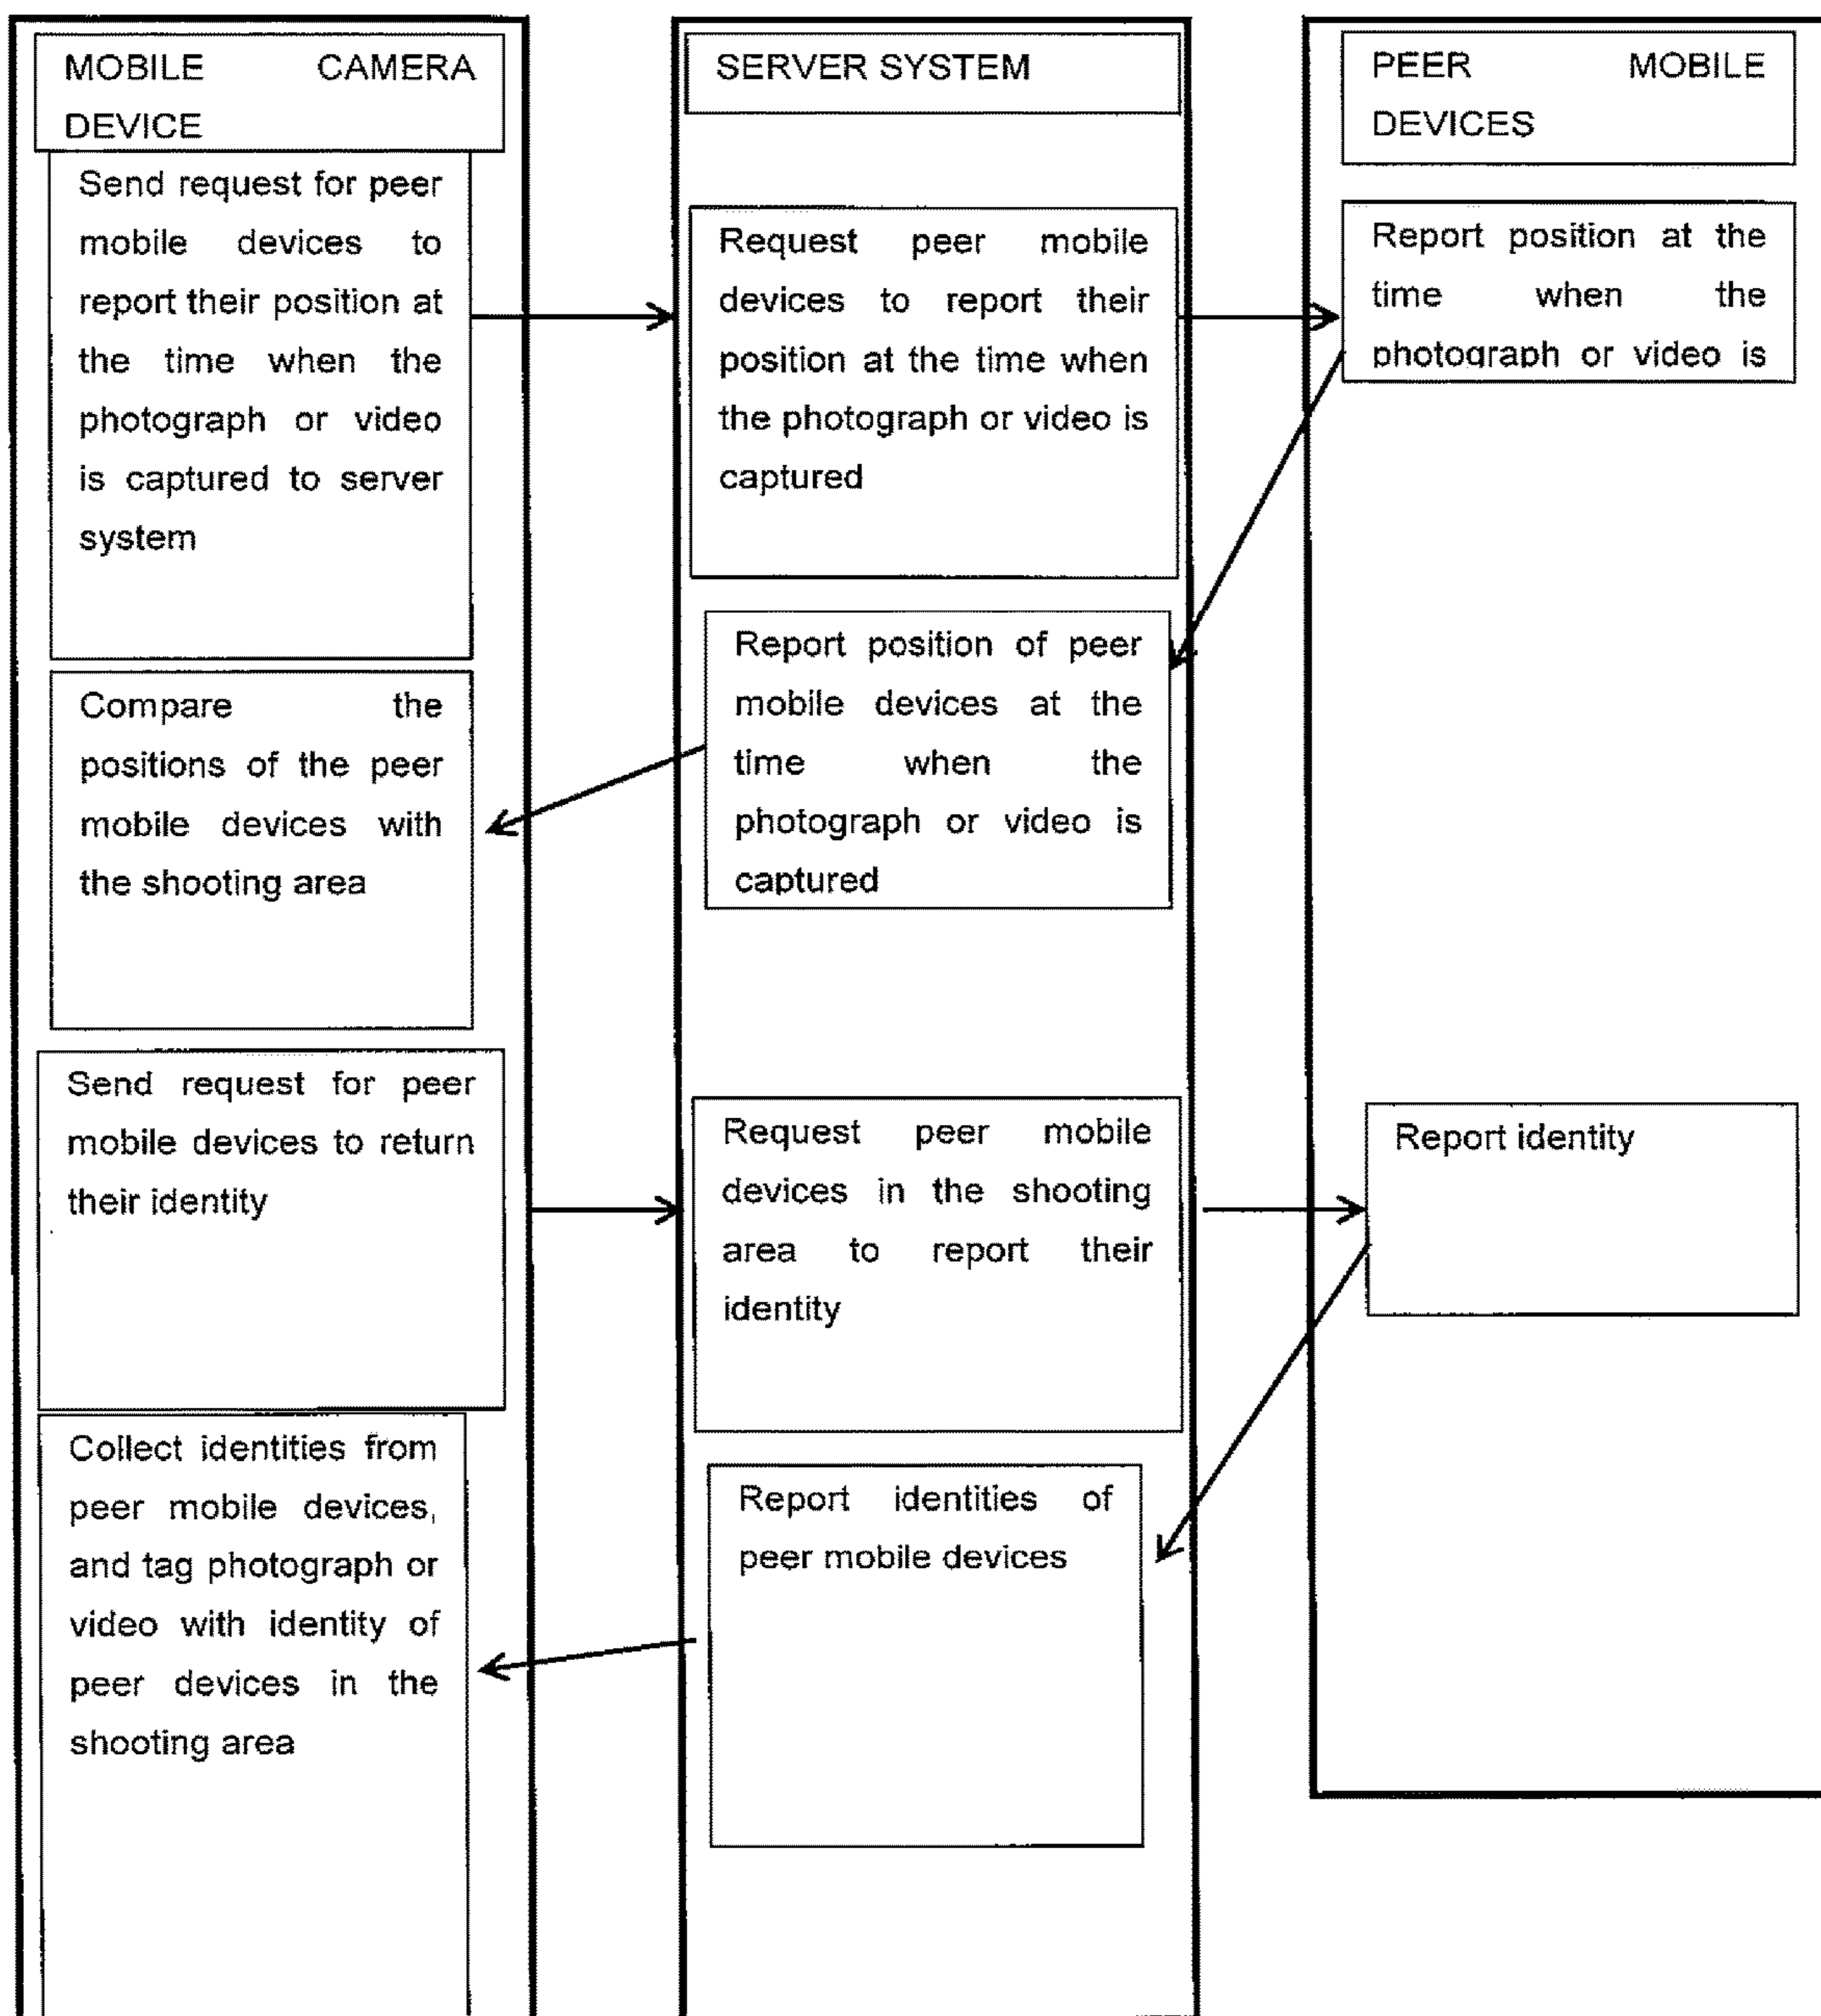 MOBILE CAMERA
DEVICE
Send request for peer
mobile devices to
report their position at
the time when the
photograph or video
is captured to server
system
Compare the
positions of the peer
mobile devices with
the shooting area
Send request for peer
mobile devices to return
their identity
Collect identities from
peer mobile devices,
and tag photograph or
video with identity of
peer devices in the
shooting area
SERVER SYSTEM
Request peer mobile
devices to report their
position at the time when
the photograph or video is
captured
Report position of peer
mobile devices at the
time when the
photograph or video is
captured
Request peer mobile
devices in the shooting
area to report their
identity
Report identities of
peer mobile devices
PEER MOBILE
DEVICES
Report position at the
time when the
photograph or video is
Report identity